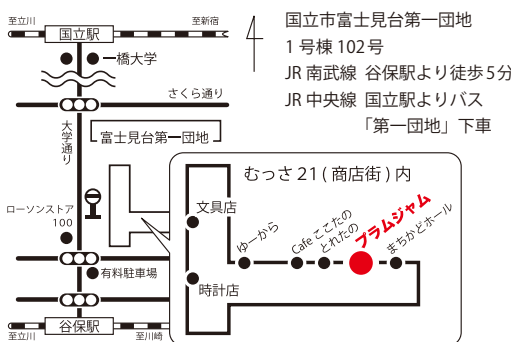 至立川
国立駅
至新宿
一橋大学
さくら通り
大学通り
富士見台第一団地
ローソンストア
100
有料駐車場
谷保駅
至立川
至川崎
国立市富士見台第一団地
1号棟 102号
JR 南武線 谷保駅より徒歩5分
JR 中央線 国立駅よりバス
「第一団地」下車
むっさ21(商店街)内
文具店
時計店
ゆーから
Cafe ここたの
とれたの
プラムジャム
まちかどホール